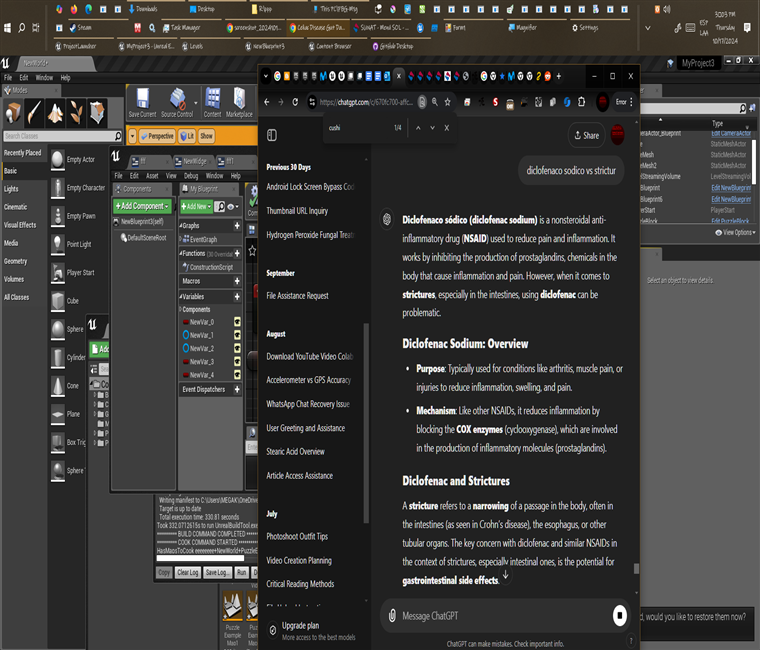 Downloads
Desktop
Ripp
Steam
Task Manager
Forms
Magnifier
Settings
ESP
LAA
Thursday
10/17/2024
ProjectLauncher
MyProject3 - Unreal E...
Levels
newBlueprint3
Content Browser
GitHub Desktop
NewWorld+
MyProject3
File Edit Window Help
Modes
Search Classes
Recently Placed
Basic
Lights
Cinematic
Visual Effects
Media
Geometry
Volumes
All Classes
Empty Actor
Empty Character
Empty Pawn
Point Light
Player Start
Cube
Sphere
Cylinder
Cone
Plane
Box Trig
Sphere
Save Current
Source Control
Content
Marketplace
Perspective
Lit
Show
fff
NewWidge
fff1
File Edit Asset View Debug Window Help
Components
My Blueprint
+ Add Component
+ Add New
Search
NewBlueprint3(self)
DefaultSceneRoot
Graphs
EventGraph
Functions (30 Overridable
ConstructionScript
Macros
Variables
Components
NewVar_0
NewVar_1
NewVar_2
NewVar_3
NewVar_4
Event Dispatchers
Writing manifest to C:\Users\MEGAK\OneDrive
Target is up to date
Total execution time: 330.81 seconds
Took 332.0712615s to run UnrealBuildTool.exe
======= BUILD COMMAND COMPLETED =======
======= COOK COMMAND STARTED =======
Copy
Clear Log
Save Log...
Run
Puzzle
Example
Map1
https://chatgpt.com/c/670fc700-affc...
Error
cushi
1/4
Share
Previous 30 Days
Android Lock Screen Bypass Coo
Thumbnail URL Inquiry
Hydrogen Peroxide Fungal Treat
September
File Assistance Request
August
Download YouTube Video Colab
Accelerometer vs GPS Accuracy
WhatsApp Chat Recovery Issue
User Greeting and Assistance
Stearic Acid Overview
Article Access Assistance
July
Photoshoot Outfit Tips
Video Creation Planning
Critical Reading Methods
Upgrade plan
More access to the best models
diclofenaco sodico vs strictur
Diclofenaco sódico (diclofenac sodium) is a nonsteroidal anti-
inflammatory drug (NSAID) used to reduce pain and inflammation. It
works by inhibiting the production of prostaglandins, chemicals in the
body that cause inflammation and pain. However, when it comes to
strictures, especially in the intestines, using diclofenac can be
problematic.
Diclofenac Sodium: Overview
• Purpose: Typically used for conditions like arthritis, muscle pain, or
injuries to reduce inflammation, swelling, and pain.
• Mechanism: Like other NSAIDs, it reduces inflammation by
blocking the COX enzymes (cyclooxygenase), which are involved
in the production of inflammatory molecules (prostaglandins).
Diclofenac and Strictures
A stricture refers to a narrowing of a passage in the body, often in
the intestines (as seen in Crohn's disease), the esophagus, or other
tubular organs. The key concern with diclofenac and similar NSAIDs in
the context of strictures, especially intestinal ones, is the potential for
gastrointestinal side effects.
Message ChatGPT
ChatGPT can make mistakes. Check important info.
?
Type
Edit CameraActor
StaticMeshActor
StaticMeshActor
LevelStreamingVol
Edit NewBlueprint
Edit NewBlueprint
PlayerStart
View Options
Select an object to view details.
d, would you like to restore them now?